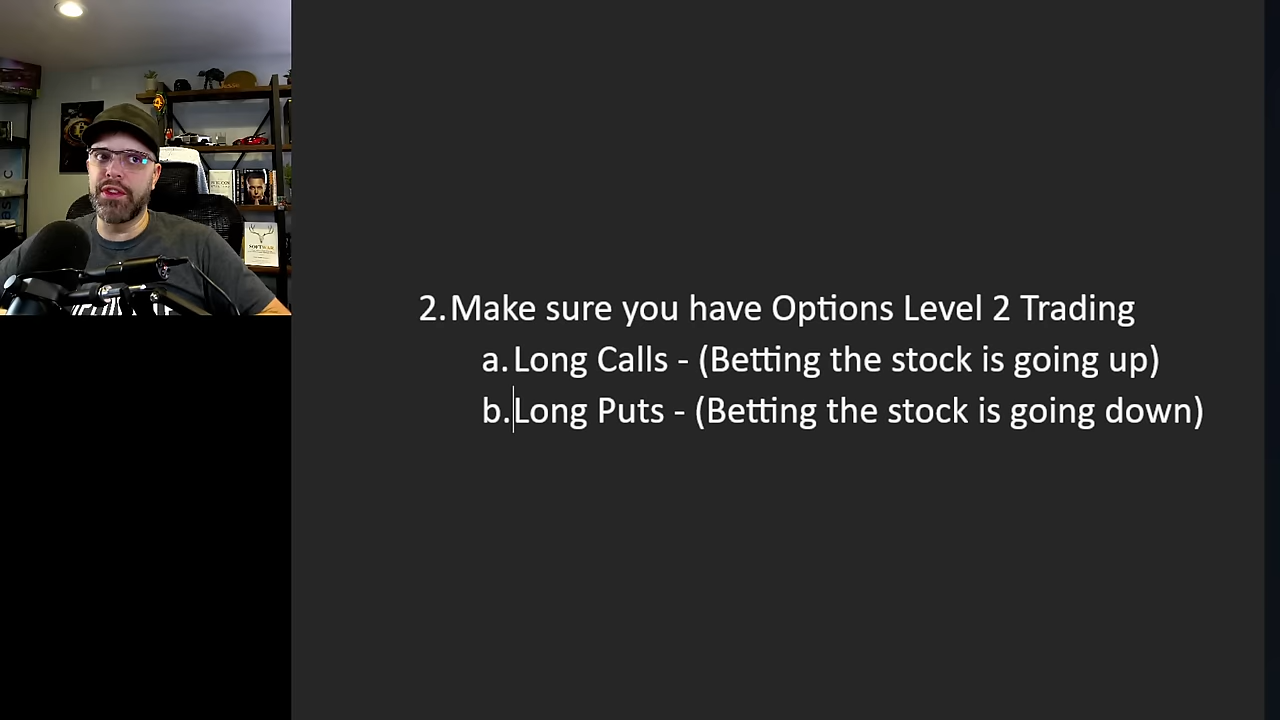 2. Make sure you have Options Level 2 Trading
a. Long Calls - (Betting the stock is going up)
b. Long Puts - (Betting the stock is going down)
SOFTWAR